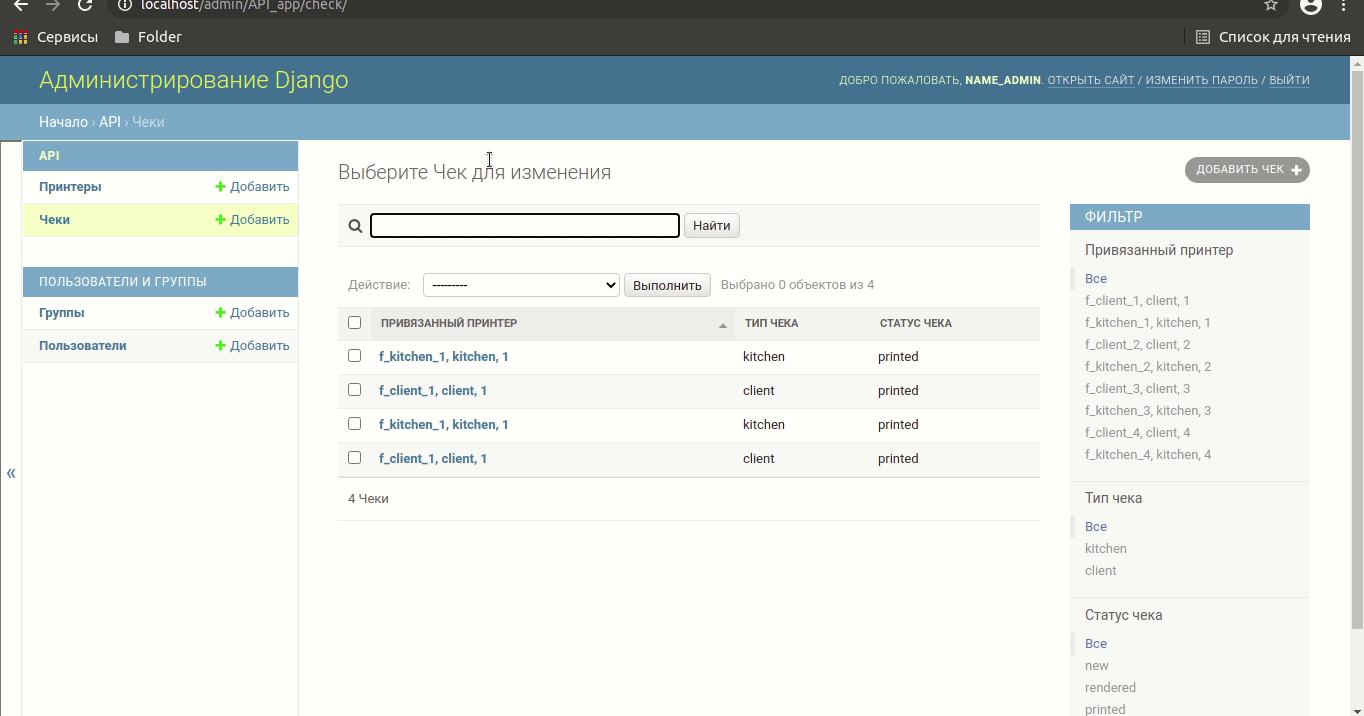 localhost/admin/API_app/check/
Сервисы Folder Список для чтения
Администрирование Django
ДОБРО ПОЖАЛОВАТЬ, NAME_ADMIN. ОТКРЫТЬ САЙТ / ИЗМЕНИТЬ ПАРОЛЬ / ВЫЙТИ
Начало › API › Чеки
API
Принтеры + Добавить
Чеки + Добавить
ПОЛЬЗОВАТЕЛИ И ГРУППЫ
Группы + Добавить
Пользователи + Добавить
«
Выберите Чек для изменения
ДОБАВИТЬ ЧЕК +
Найти
Действие: --------- Выполнить Выбрано 0 объектов из 4
ПРИВЯЗАННЫЙ ПРИНТЕР ТИП ЧЕКА СТАТУС ЧЕКА
f_kitchen_1, kitchen, 1 kitchen printed
f_client_1, client, 1 client printed
f_kitchen_1, kitchen, 1 kitchen printed
f_client_1, client, 1 client printed
4 Чеки
ФИЛЬТР
Привязанный принтер
Все
f_client_1, client, 1
f_kitchen_1, kitchen, 1
f_client_2, client, 2
f_kitchen_2, kitchen, 2
f_client_3, client, 3
f_kitchen_3, kitchen, 3
f_client_4, client, 4
f_kitchen_4, kitchen, 4
Тип чека
Все
kitchen
client
Статус чека
Все
new
rendered
printed